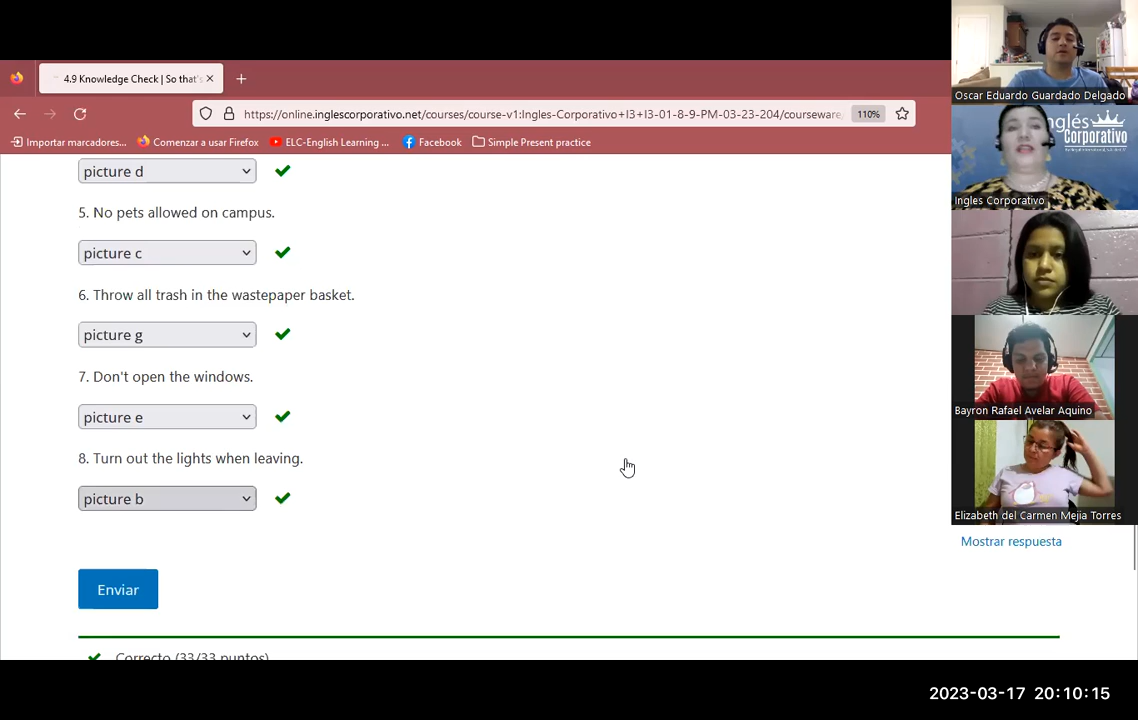 4.9 Knowledge Check | So that's
https://online.inglescorporativo.net/courses/course-v1:Ingles-Corporativo+I3+I3-01-8-9-PM-03-23-204/courseware/
110%
Importar marcadores...
Comenzar a usar Firefox
ELC-English Learning ...
Facebook
Simple Present practice
picture d
5. No pets allowed on campus.
picture c
6. Throw all trash in the wastepaper basket.
picture g
7. Don't open the windows.
picture e
8. Turn out the lights when leaving.
picture b
Mostrar respuesta
Enviar
Correcto (33/33 puntos)
Oscar Eduardo Guardado Delgado
Inglés
Corporativo
Ingles Corporativo
Bayron Rafael Avelar Aquino
Elizabeth del Carmen Mejia Torres
2023-03-17 20:10:15